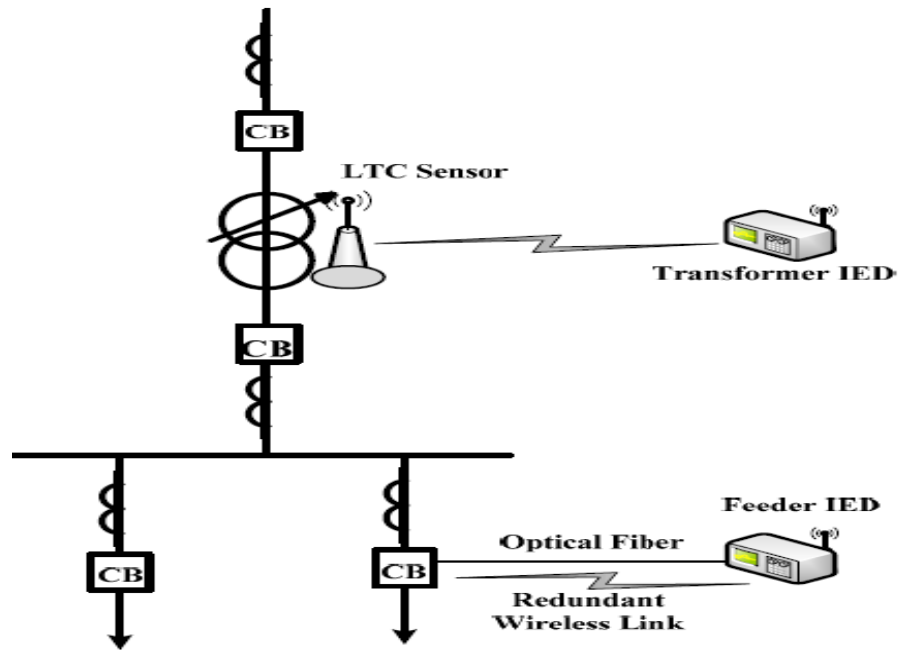 CB
LTC Sensor
Transformer IED
CB
Feeder IED
Optical Fiber
CB
CB
Redundant
Wireless Link